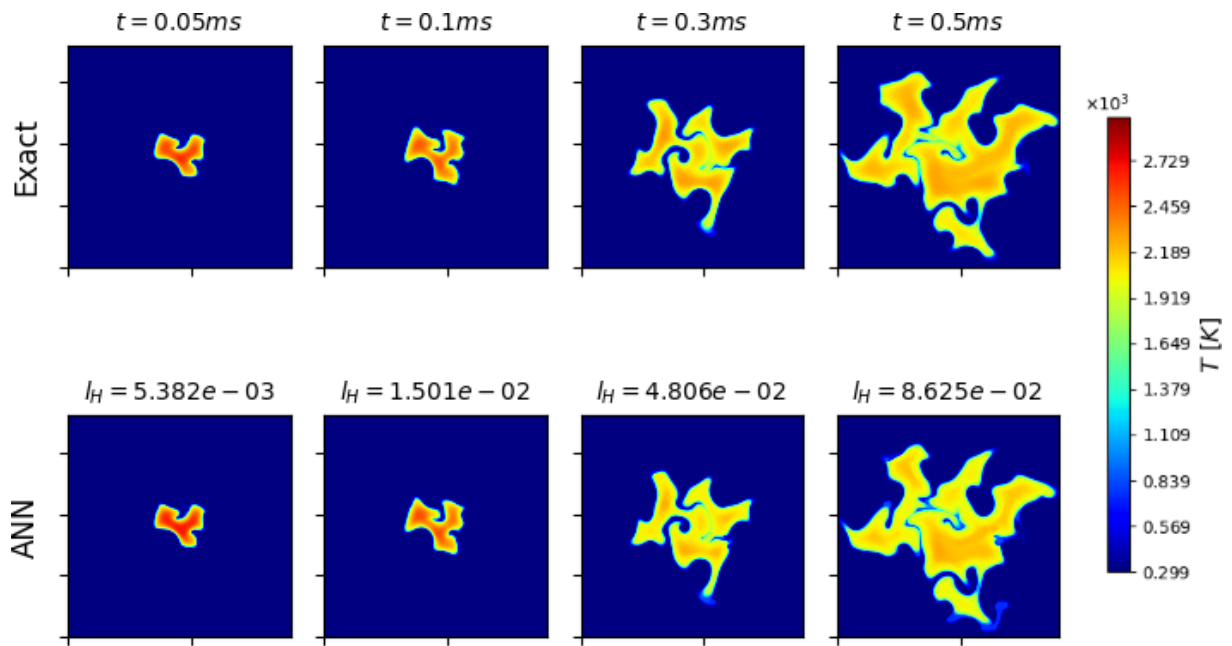 t = 0.05ms
t = 0.1ms
t = 0.3ms
t = 0.5ms
Exact
×10³
2.729
2.459
2.189
1.919
1.649
1.379
1.109
0.839
0.569
0.299
T [K]
l_H = 5.382e − 03
l_H = 1.501e − 02
l_H = 4.806e − 02
l_H = 8.625e − 02
ANN